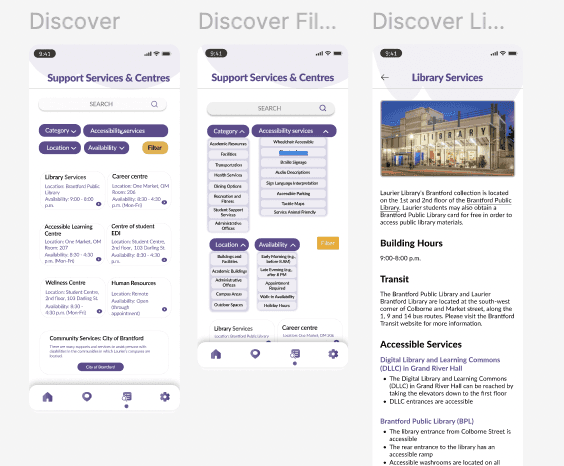 Discover
9:41
Support Services & Centres
SEARCH
Category
Accessibility services
Location
Availability
Filter
Library Services
Location: Brantford Public
Library
Availability: 9:00 - 8:00
p.m.
Career centre
Location: One Market, OM
Room: 206
Availability: 8:30 - 4:30
p.m. (Mon-Fri)
Accessible Learning
Centre
Location: One Market, OM
Room: 207
Availability: 8:30 - 4:30
p.m. (Mon-Fri)
Centre of student
EDI
Location: Student Centre,
2nd floor, 103 Darling St.
Availability: 8:30 - 4:30
p.m.
Wellness Centre
Location: Student Centre,
2nd floor, 103 Darling St.
Availability: 8:30 -
4:30 p.m. (Mon-Fri)
Human Resources
Location: Remote
Availability: Open
(through
appointment)
Community Services: City of Brantford
City of Brantford
Discover Fil...
9:41
Support Services & Centres
SEARCH
Category
Accessibility services
Academic Resources
Facilities
Transportation
Health Services
Dining Options
Recreation and
Fitness
Student Support
Services
Administrative
Offices
Wheelchair Accessible
Braille Signage
Audio Descriptions
Sign Language Interpretation
Accessible Parking
Tactile Maps
Service Animal Friendly
Location
Availability
Filter
Buildings and
Facilities
Academic Buildings
Administrative
Offices
Campus Areas
Outdoor Spaces
Early Morning (e.g.,
before 8 AM)
Late Evening (e.g.,
after 8 PM)
Appointment
Required
Walk-In Availability
Holiday Hours
Library Services
Location: Brantford Public
Career centre
Location: One Market, OM
Discover Li...
9:41
Library Services
LIBRARY
Laurier Library's Brantford collection is located
on the 1st and 2nd floor of the Brantford Public
Library. Laurier students may also obtain a
Brantford Public Library card for free in order to
access public library materials.
Building Hours
9:00-8:00 p.m.
Transit
The Brantford Public Library and Laurier
Brantford Library are located at the south-west
corner of Colborne and Market street, along the
1, 9 and 14 bus routes. Please visit the Brantford
Transit website for more information.
Accessible Services
Digital Library and Learning Commons
(DLLC) in Grand River Hall
• The Digital Library and Learning Commons
(DLLC) in Grand River Hall can be reached by
taking the elevators down to the first floor
• DLLC entrances are accessible
Brantford Public Library (BPL)
• The library entrance from Colborne Street is
accessible
• The rear entrance to the library has an
accessible ramp
• Accessible washrooms are located on all